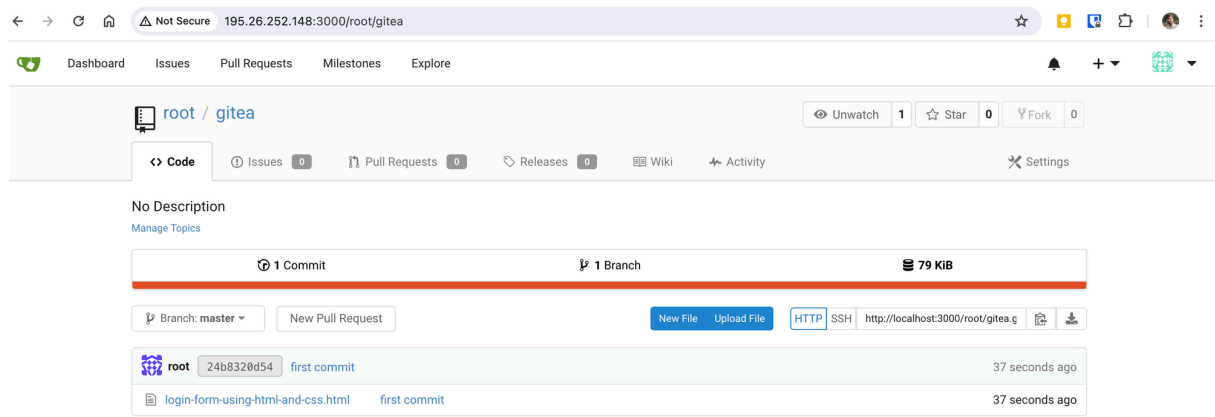 Not Secure 195.26.252.148:3000/root/gitea
Dashboard Issues Pull Requests Milestones Explore
root / gitea
Unwatch 1 Star 0 Fork 0
Code Issues 0 Pull Requests 0 Releases 0 Wiki Activity Settings
No Description
Manage Topics
1 Commit 1 Branch 79 KiB
Branch: master New Pull Request New File Upload File HTTP SSH http://localhost:3000/root/gitea.g
root 24b8320d54 first commit 37 seconds ago
login-form-using-html-and-css.html first commit 37 seconds ago